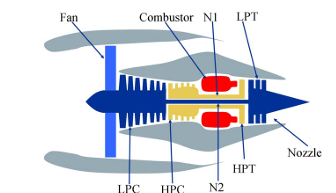 Fan
Combustor
N1
LPT
Nozzle
HPT
LPC
HPC
N2